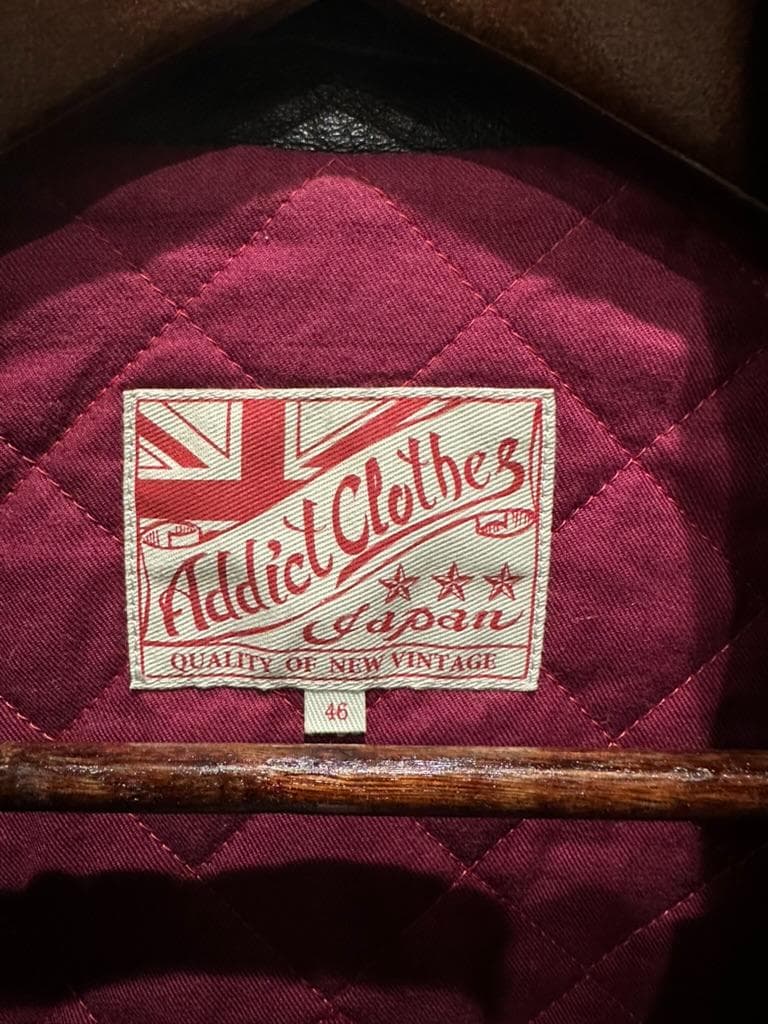 Addict Clothes
Japan
QUALITY OF NEW VINTAGE
46